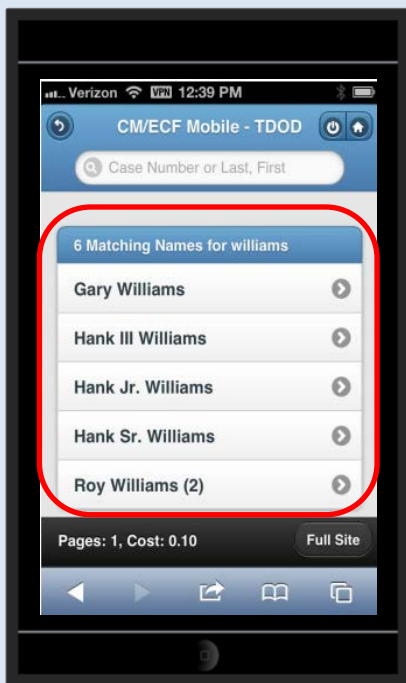 Verizon VPN 12:39 PM
CM/ECF Mobile - TDOD
Case Number or Last, First
6 Matching Names for williams
Gary Williams
Hank III Williams
Hank Jr. Williams
Hank Sr. Williams
Roy Williams (2)
Pages: 1, Cost: 0.10 Full Site